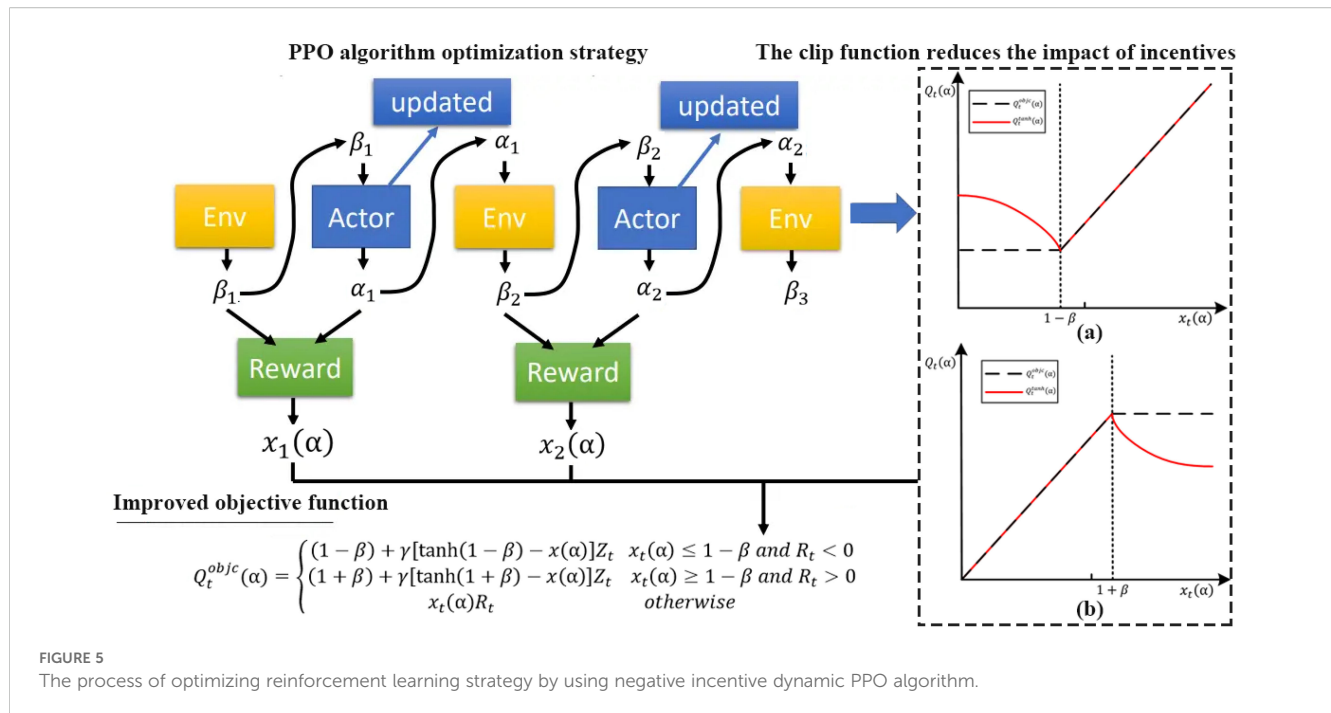 PPO algorithm optimization strategy
The clip function reduces the impact of incentives
updated
updated
β₁
α₁
β₂
α₂
Env
Actor
Env
Actor
Env
β₁
α₁
β₂
α₂
β₃
Reward
Reward
x₁(α)
x₂(α)
Qₜ(α)
Qₜᵒᵇʲᶜ(α)
Qₜᵗᵃⁿʰ(α)
1 − β
xₜ(α)
(a)
Qₜ(α)
Qₜᵒᵇʲᶜ(α)
Qₜᵗᵃⁿʰ(α)
1 + β
xₜ(α)
(b)
Improved objective function
(1 − β) + γ[tanh(1 − β) − x(α)]Zₜ xₜ(α) ≤ 1 − β and Rₜ < 0
Qₜᵒᵇʲᶜ(α) = { (1 + β) + γ[tanh(1 + β) − x(α)]Zₜ xₜ(α) ≥ 1 − β and Rₜ > 0
xₜ(α)Rₜ otherwise
FIGURE 5
The process of optimizing reinforcement learning strategy by using negative incentive dynamic PPO algorithm.